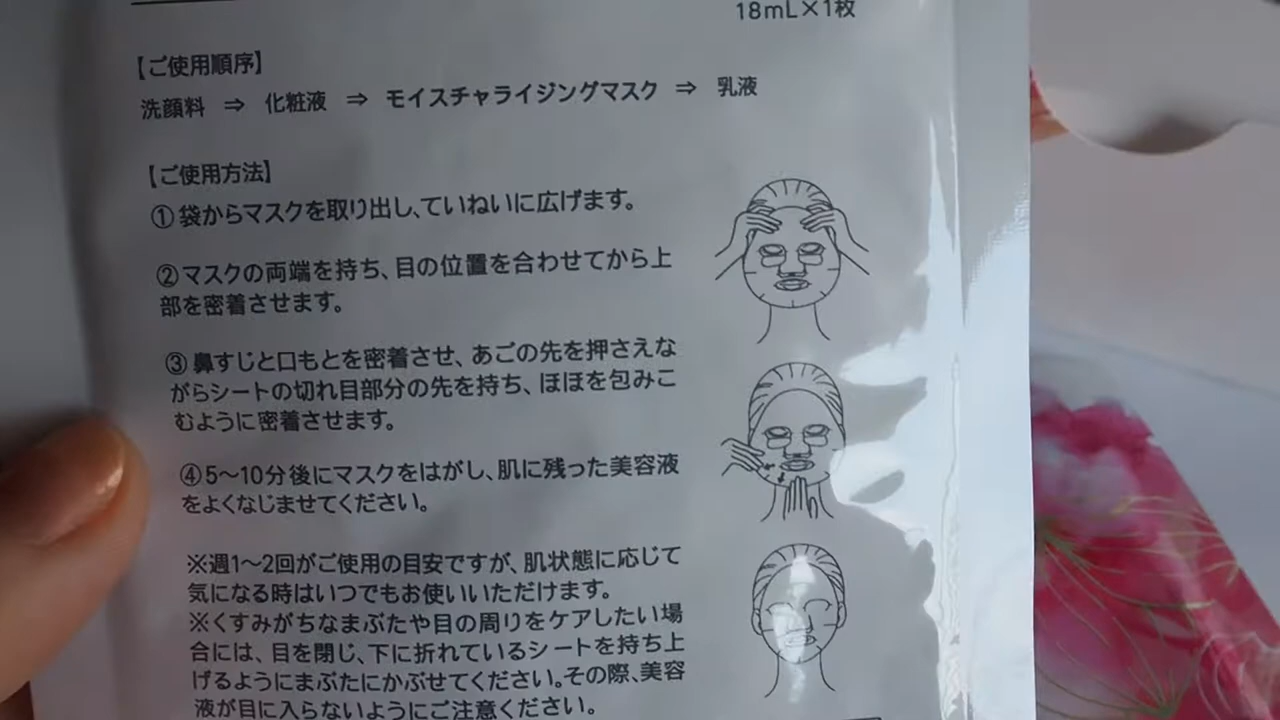 18mL×1枚
【ご使用順序】
洗顔料 ⇒ 化粧液 ⇒ モイスチャライジングマスク ⇒ 乳液
【ご使用方法】
①袋からマスクを取り出し、ていねいに広げます。
②マスクの両端を持ち、目の位置を合わせてから上
部を密着させます。
③鼻すじと口もとを密着させ、あごの先を押さえな
がらシートの切れ目部分の先を持ち、ほほを包みこ
むように密着させます。
④5〜10分後にマスクをはがし、肌に残った美容液
をよくなじませてください。
※週1〜2回がご使用の目安ですが、肌状態に応じて
気になる時はいつでもお使いいただけます。
※くすみがちなまぶたや目の周りをケアしたい場
合には、目を閉じ、下に折れているシートを持ち上
げるようにまぶたにかぶせてください。その際、美容
液が目に入らないようにご注意ください。